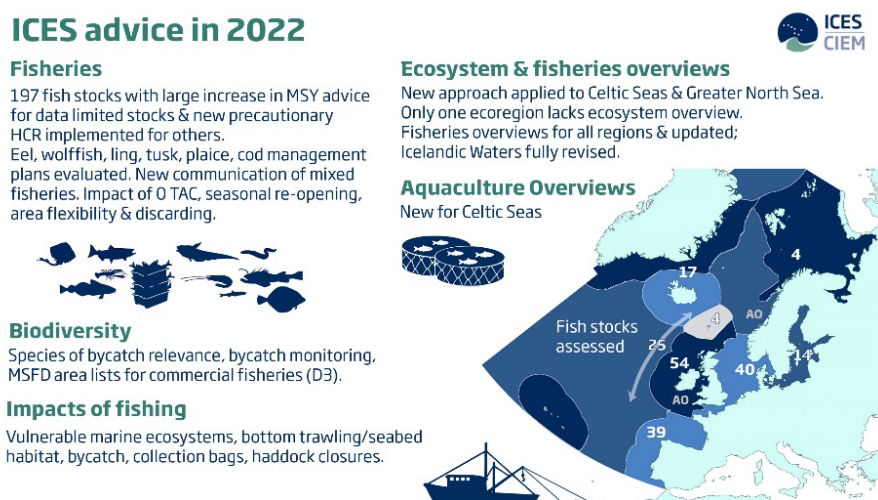 ICES advice in 2022
ICES
CIEM
Fisheries
197 fish stocks with large increase in MSY advice
for data limited stocks & new precautionary
HCR implemented for others.
Eel, wolffish, ling, tusk, plaice, cod management
plans evaluated. New communication of mixed
fisheries. Impact of 0 TAC, seasonal re-opening,
area flexibility & discarding.
Biodiversity
Species of bycatch relevance, bycatch monitoring,
MSFD area lists for commercial fisheries (D3).
Impacts of fishing
Vulnerable marine ecosystems, bottom trawling/seabed
habitat, bycatch, collection bags, haddock closures.
Ecosystem & fisheries overviews
New approach applied to Celtic Seas & Greater North Sea.
Only one ecoregion lacks ecosystem overview.
Fisheries overviews for all regions & updated;
Icelandic Waters fully revised.
Aquaculture Overviews
New for Celtic Seas
4
17
4
AO
Fish stocks
assessed
25
54
40
14
AO
39